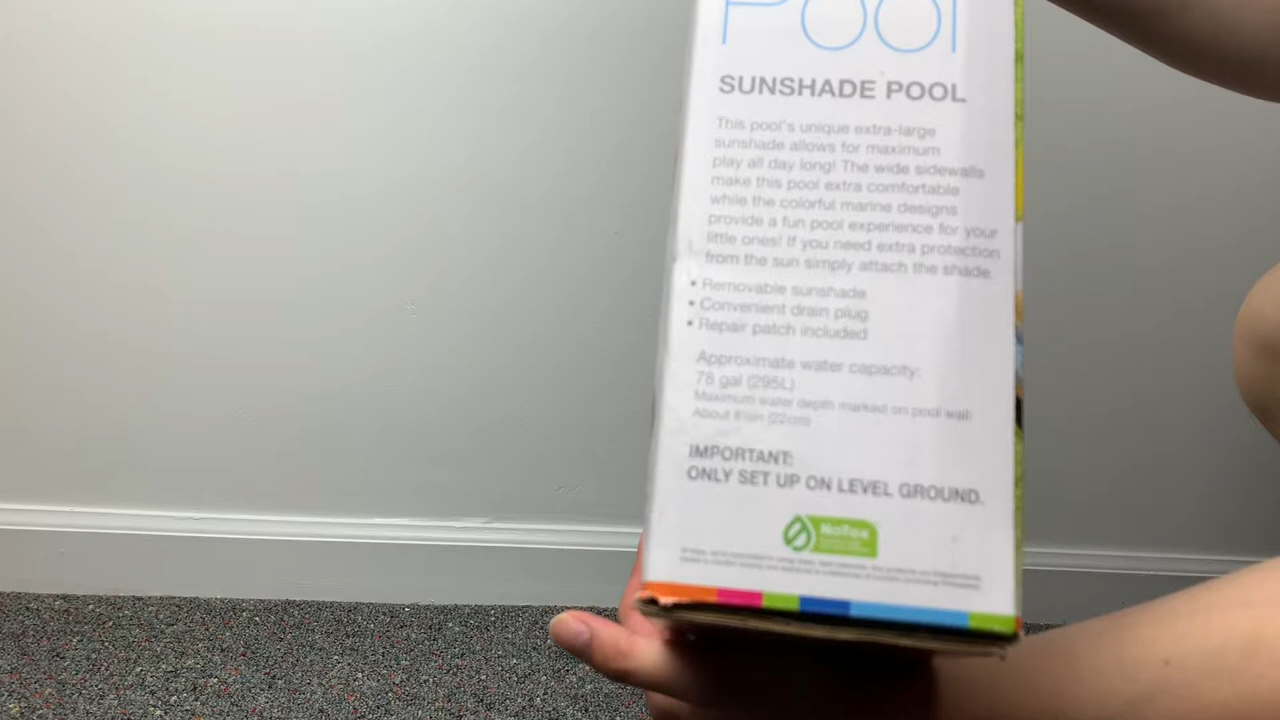 Pool
SUNSHADE POOL
This pool's unique extra-large
sunshade allows for maximum
play all day long! The wide sidewalls
make this pool extra comfortable
while the colorful marine designs
provide a fun pool experience for your
little ones! If you need extra protection
from the sun simply attach the shade.
• Removable sunshade
• Convenient drain plug
• Repair patch included
Approximate water capacity:
78 gal (295L)
Maximum water depth marked on pool wall
About (22cm)
IMPORTANT:
ONLY SET UP ON LEVEL GROUND.
NoTox